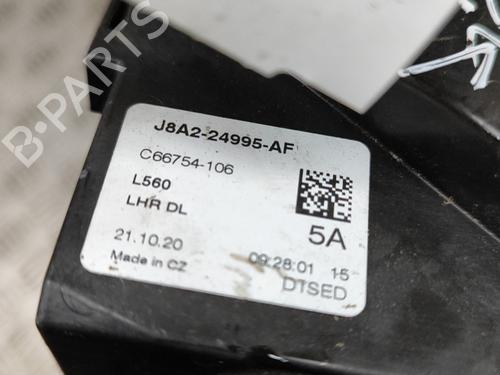 J8A2-24995-AF
C66754-106
L560
LHR DL
5A
21.10.20
09:28:01 15
Made in CZ
DTSED
B-PARTS